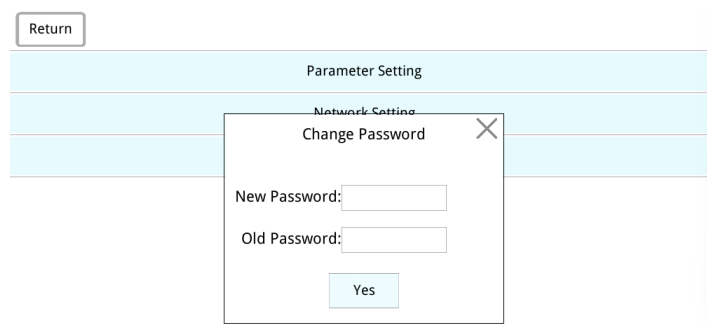 Return
Parameter Setting
Network Setting
Change Password
New Password:
Old Password:
Yes